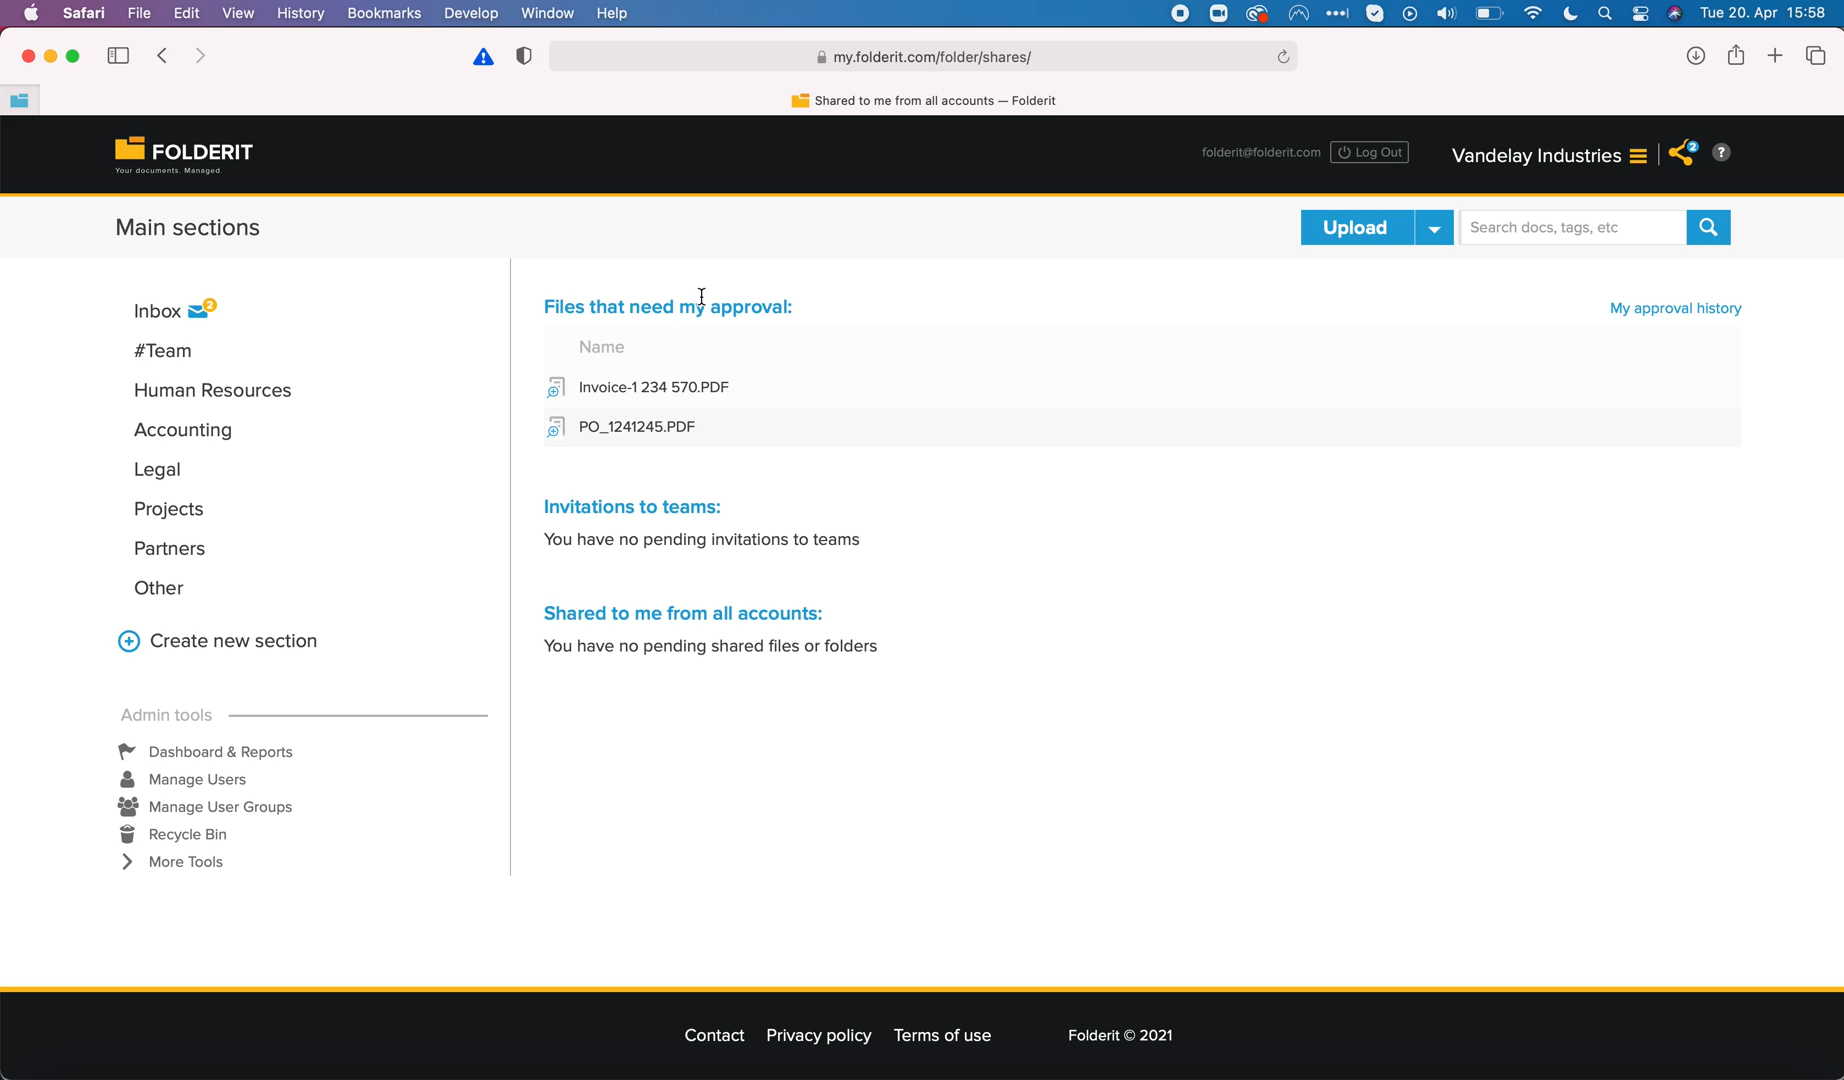 Safari File Edit View History Bookmarks Develop Window Help Tue 20. Apr 15:58
my.folderit.com/folder/shares/
Shared to me from all accounts — Folderit
FOLDERIT
Your documents. Managed.
folderit@folderit.com Log Out Vandelay Industries 2 ?
Main sections
Upload Search docs, tags, etc
Inbox 2
#Team
Human Resources
Accounting
Legal
Projects
Partners
Other
Create new section
Admin tools
Dashboard & Reports
Manage Users
Manage User Groups
Recycle Bin
More Tools
Files that need my approval: My approval history
Name
Invoice-1 234 570.PDF
PO_1241245.PDF
Invitations to teams:
You have no pending invitations to teams
Shared to me from all accounts:
You have no pending shared files or folders
Contact Privacy policy Terms of use Folderit © 2021